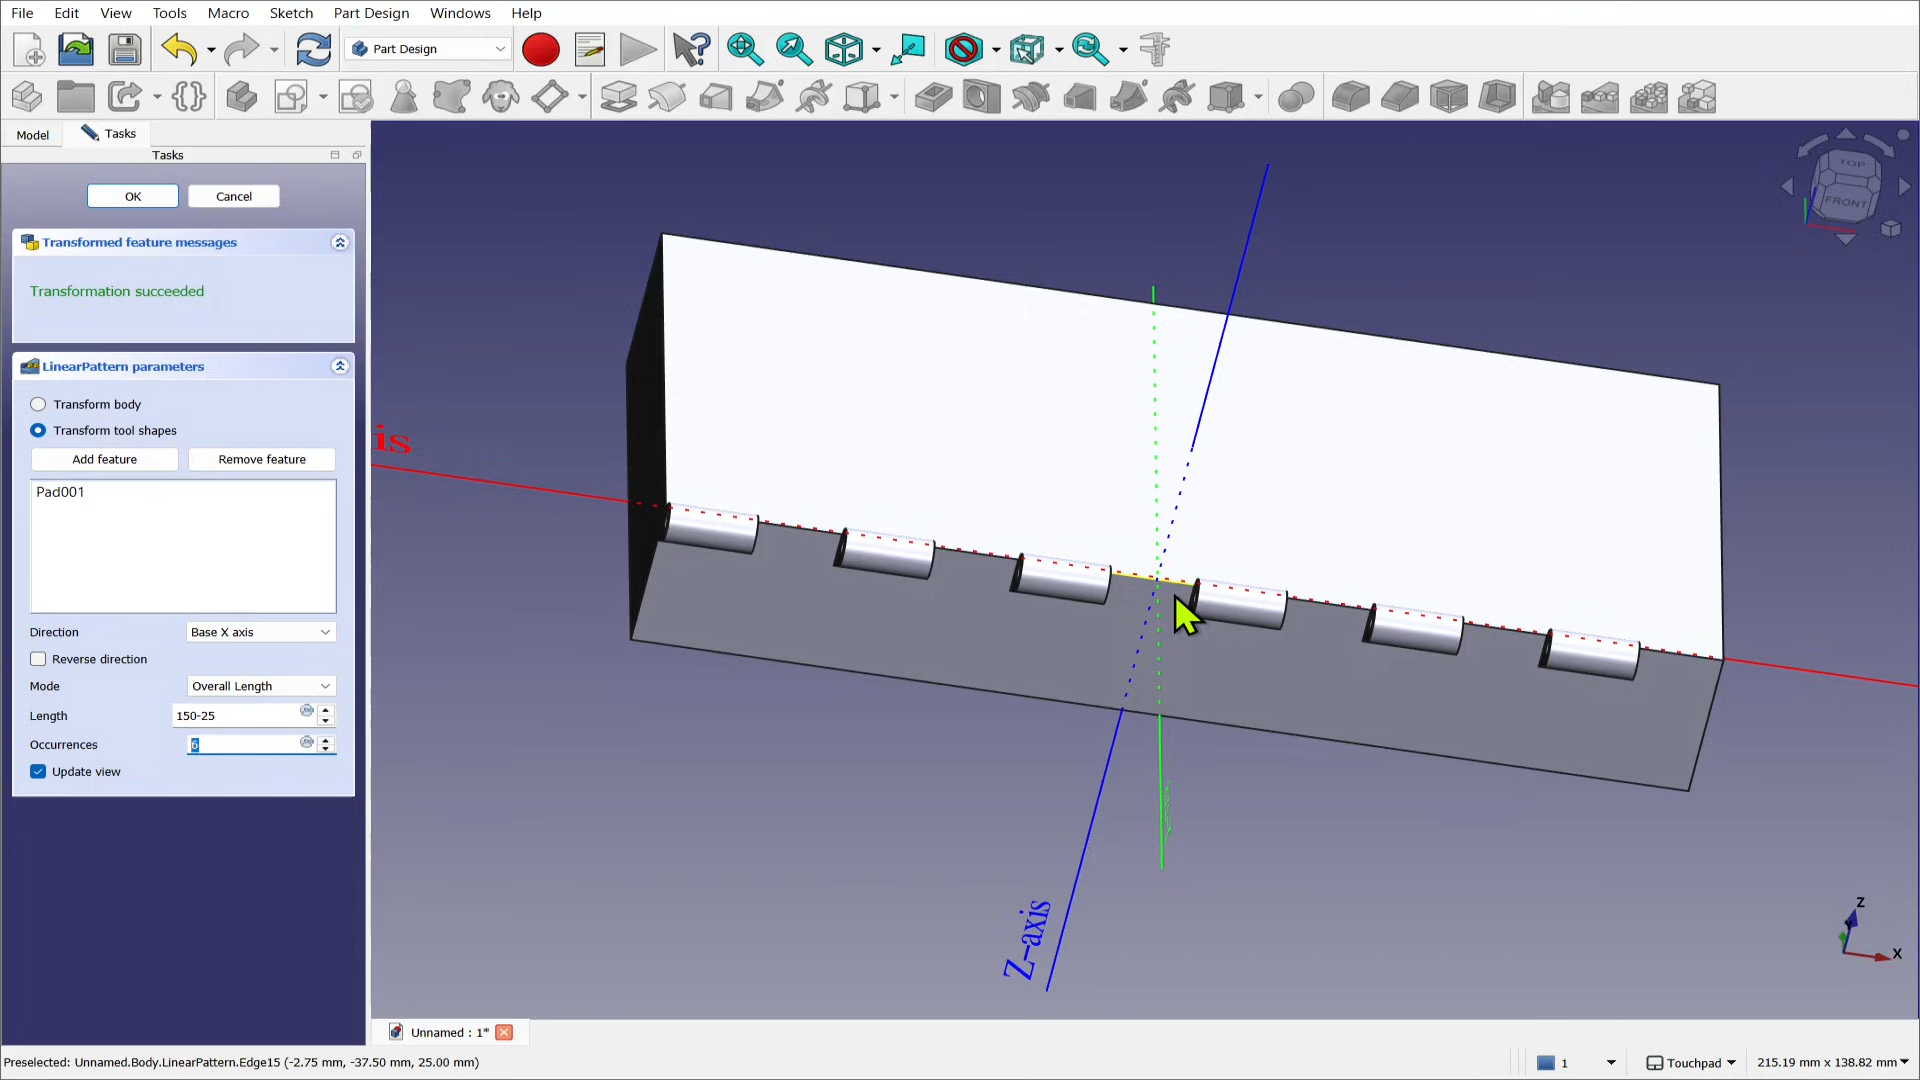 File Edit View Tools Macro Sketch Part Design Windows Help
Part Design
Model Tasks
Tasks
OK Cancel
Transformed feature messages
Transformation succeeded
LinearPattern parameters
Transform body
Transform tool shapes
Add feature Remove feature
Pad001
Direction Base X axis
Reverse direction
Mode Overall Length
Length 150-25
Occurrences 6
Update view
is
Z-axis
TOP
FRONT
Z
X
Unnamed : 1*
Preselected: Unnamed.Body.LinearPattern.Edge15 (-2.75 mm, -37.50 mm, 25.00 mm)
1 Touchpad 215.19 mm x 138.82 mm